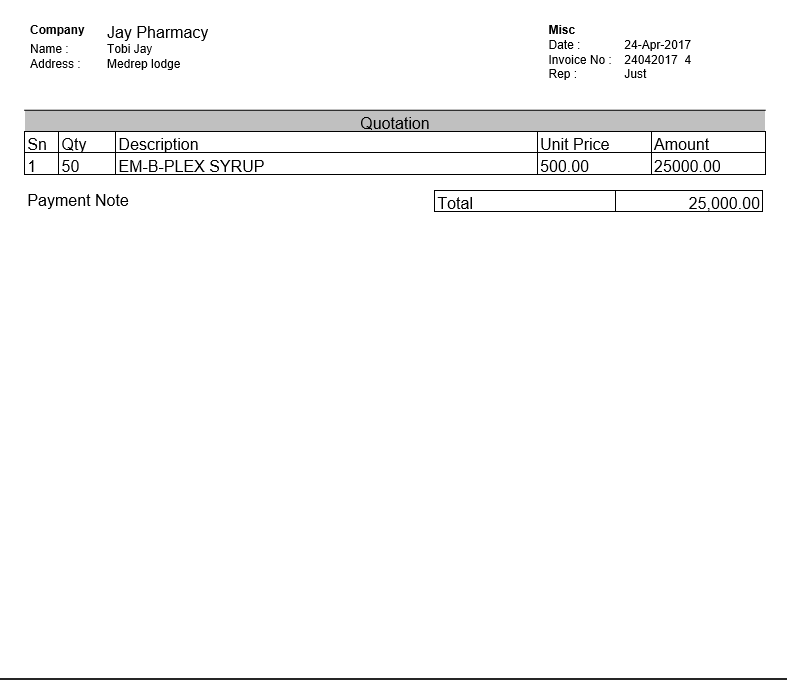 Company Jay Pharmacy
Name : Tobi Jay
Address : Medrep lodge
Misc
Date : 24-Apr-2017
Invoice No : 24042017 4
Rep : Just
Quotation
Sn Qty Description Unit Price Amount
1 50 EM-B-PLEX SYRUP 500.00 25000.00
Payment Note
Total 25,000.00